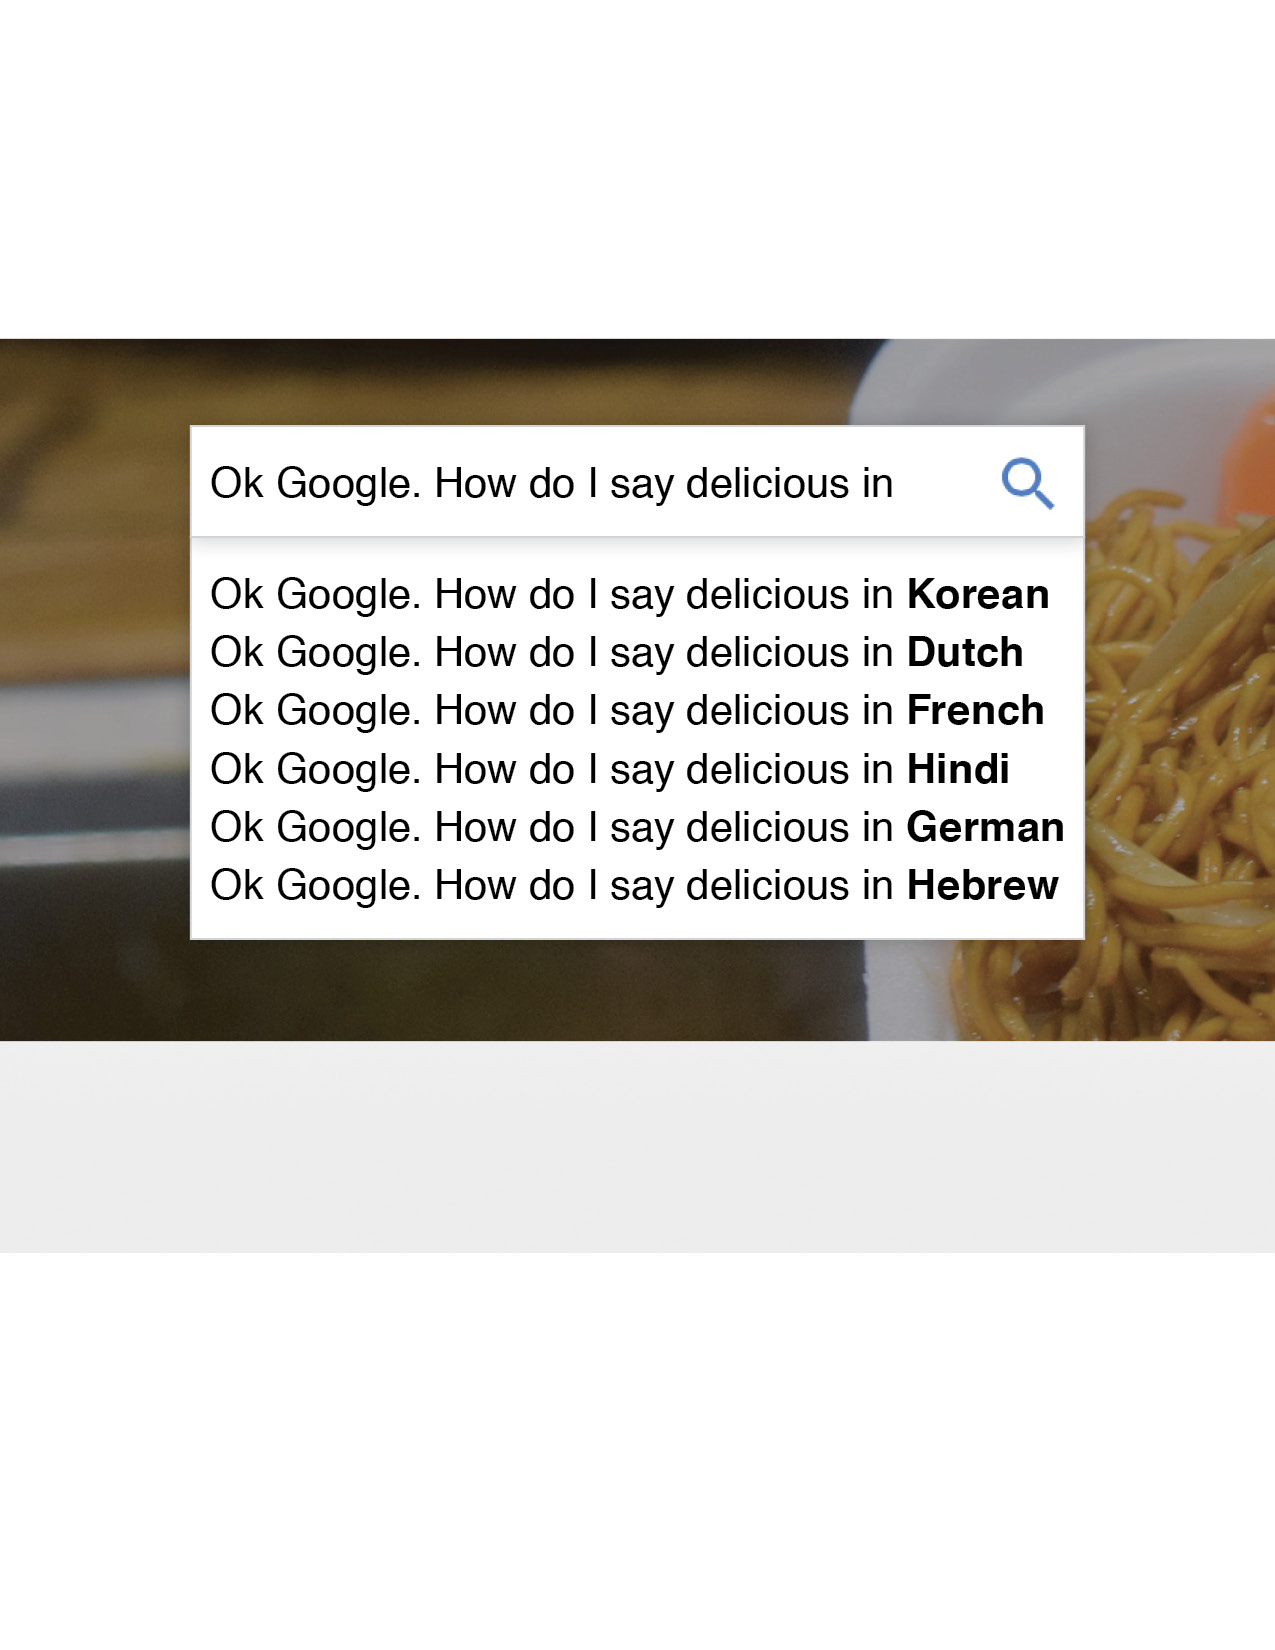 Ok Google. How do I say delicious in
Ok Google. How do I say delicious in Korean
Ok Google. How do I say delicious in Dutch
Ok Google. How do I say delicious in French
Ok Google. How do I say delicious in Hindi
Ok Google. How do I say delicious in German
Ok Google. How do I say delicious in Hebrew